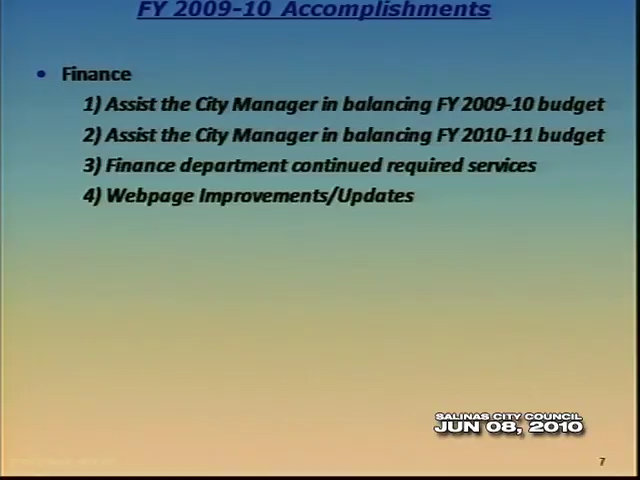 FY 2009-10 Accomplishments
• Finance
1) Assist the City Manager in balancing FY 2009-10 budget
2) Assist the City Manager in balancing FY 2010-11 budget
3) Finance department continued required services
4) Webpage Improvements/Updates
SALINAS CITY COUNCIL
JUN 08, 2010
7